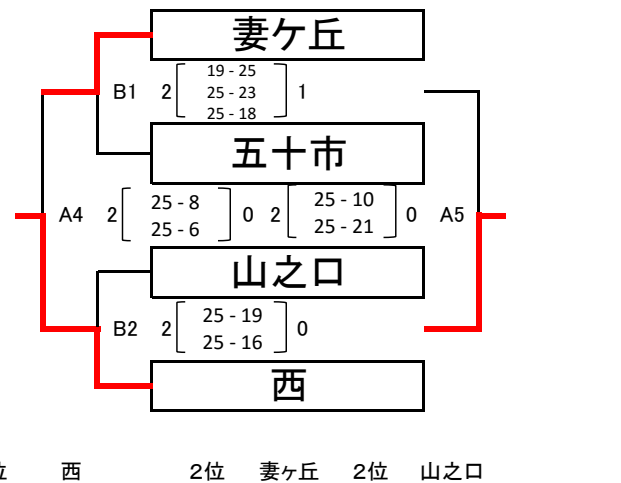 妻ケ丘
B1 2 19 - 25 1
25 - 23
25 - 18
五十市
A4 2 25 - 8 0 2 25 - 10 0 A5
25 - 6 25 - 21
山之口
B2 2 25 - 19 0
25 - 16
西
位 西 2位 妻ヶ丘 2位 山之口